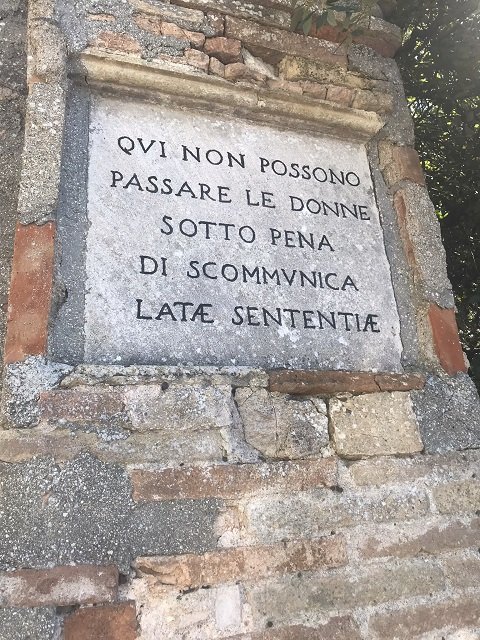 QVI NON POSSONO
PASSARE LE DONNE
SOTTO PENA
DI SCOMMVNICA
LATÆ SENTENTIÆ